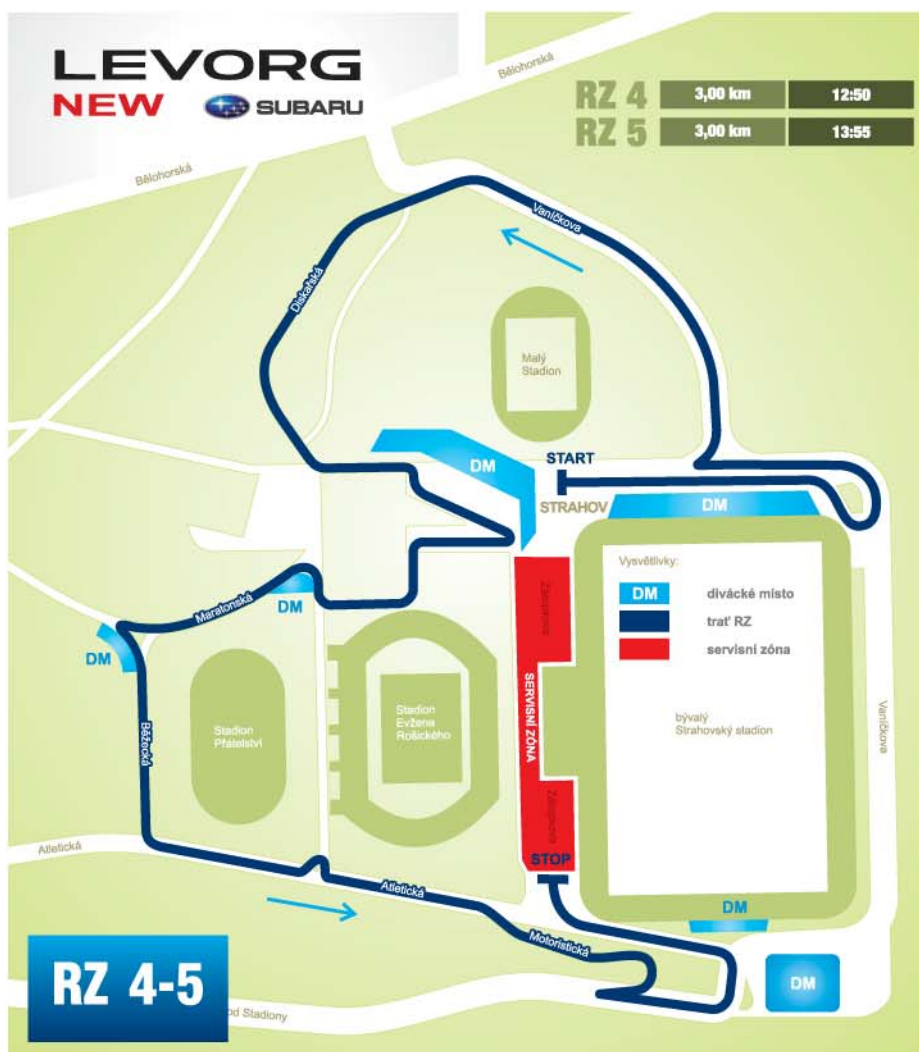 LEVORG
NEW SUBARU
Bělohorská
RZ 4 3,00 km 12:50
RZ 5 3,00 km 13:55
Bělohorská
Vaníčkova
Diskařská
Malý
Stadion
DM
START
STRAHOV
DM
Vysvětlivky:
DM divácké místo
trať RZ
servisní zóna
Zátopkova
Maratonská
DM
DM
SERVISNÍ ZÓNA
Stadion
Přátelství
Stadion
Evžena
Rošického
bývalý
Strahovský stadion
Vaníčkova
Běžecká
Zátopkova
Atletická
STOP
Atletická
DM
Motoristická
DM
RZ 4-5
od Stadiony